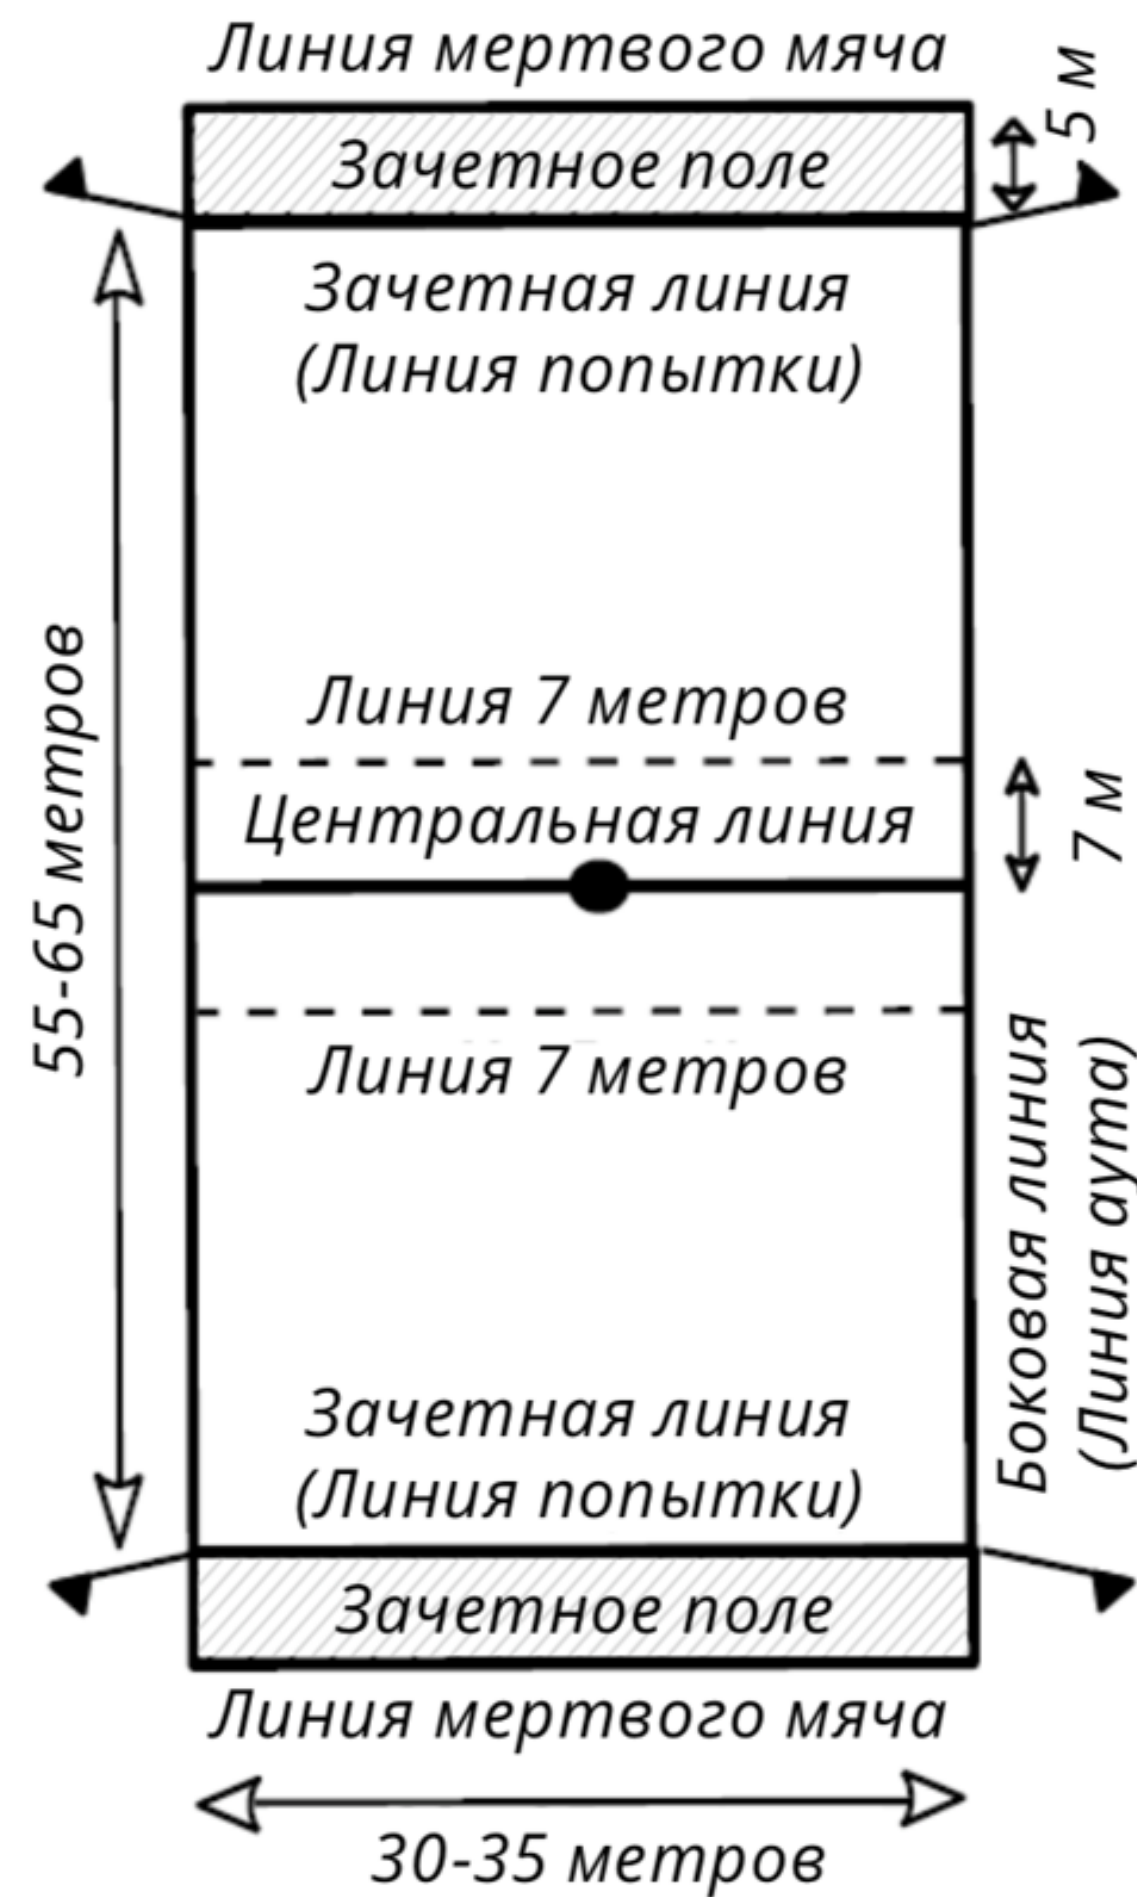 Линия мертвого мяча
5 м
Зачетное поле
Зачетная линия
(Линия попытки)
55-65 метров
Линия 7 метров
Центральная линия
7 м
Линия 7 метров
Боковая линия
(Линия аута)
Зачетная линия
(Линия попытки)
Зачетное поле
Линия мертвого мяча
30-35 метров